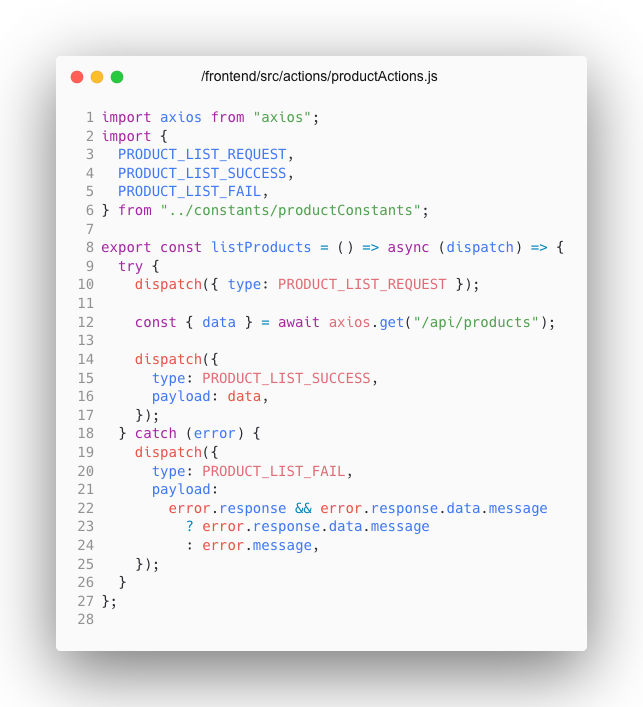 /frontend/src/actions/productActions.js
1 import axios from "axios";
2 import {
3   PRODUCT_LIST_REQUEST,
4   PRODUCT_LIST_SUCCESS,
5   PRODUCT_LIST_FAIL,
6 } from "../constants/productConstants";
7
8 export const listProducts = () => async (dispatch) => {
9   try {
10     dispatch({ type: PRODUCT_LIST_REQUEST });
11
12     const { data } = await axios.get("/api/products");
13
14     dispatch({
15       type: PRODUCT_LIST_SUCCESS,
16       payload: data,
17     });
18   } catch (error) {
19     dispatch({
20       type: PRODUCT_LIST_FAIL,
21       payload:
22         error.response && error.response.data.message
23           ? error.response.data.message
24           : error.message,
25     });
26   }
27 };
28